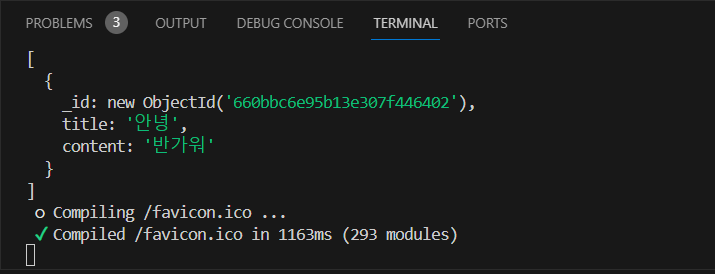 PROBLEMS 3 OUTPUT DEBUG CONSOLE TERMINAL PORTS
[
  {
    _id: new ObjectId('660bbc6e95b13e307f446402'),
    title: '안녕',
    content: '반가워'
  }
]
○ Compiling /favicon.ico ...
✓ Compiled /favicon.ico in 1163ms (293 modules)